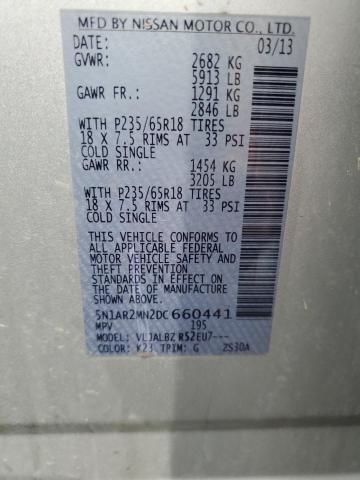 MFD BY NISSAN MOTOR CO., LTD.
DATE: 03/13
GVWR: 2682 KG
5913 LB
GAWR FR.: 1291 KG
2846 LB
WITH P235/65R18 TIRES
18 X 7.5 RIMS AT 33 PSI
COLD SINGLE
GAWR RR.: 1454 KG
3205 LB
WITH P235/65R18 TIRES
18 X 7.5 RIMS AT 33 PSI
COLD SINGLE
THIS VEHICLE CONFORMS TO
ALL APPLICABLE FEDERAL
MOTOR VEHICLE SAFETY
STANDARDS IN EFFECT ON
THE DATE OF MANUFACTURE
SHOWN ABOVE.
5N1AR2MN2DC660441
MPV 195
MODEL: VLJALBZ R52EU7---
COLOR: K23 TRIM: G 2S30A